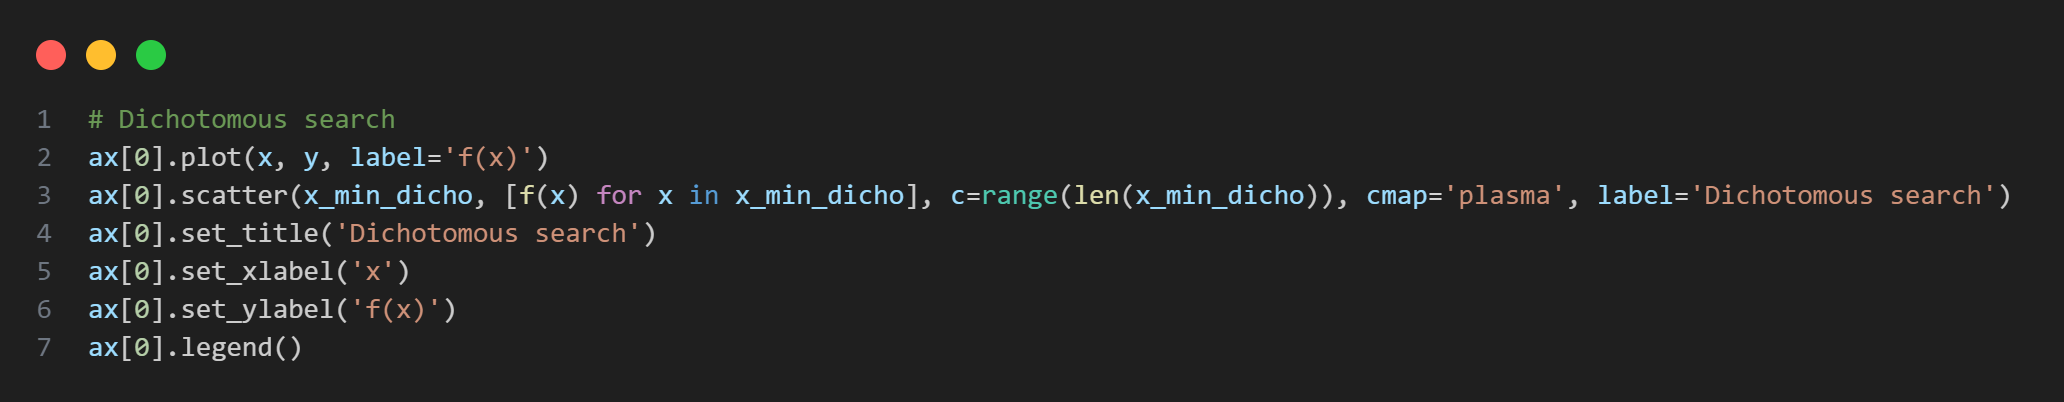 1 # Dichotomous search
2 ax[0].plot(x, y, label='f(x)')
3 ax[0].scatter(x_min_dicho, [f(x) for x in x_min_dicho], c=range(len(x_min_dicho)), cmap='plasma', label='Dichotomous search')
4 ax[0].set_title('Dichotomous search')
5 ax[0].set_xlabel('x')
6 ax[0].set_ylabel('f(x)')
7 ax[0].legend()